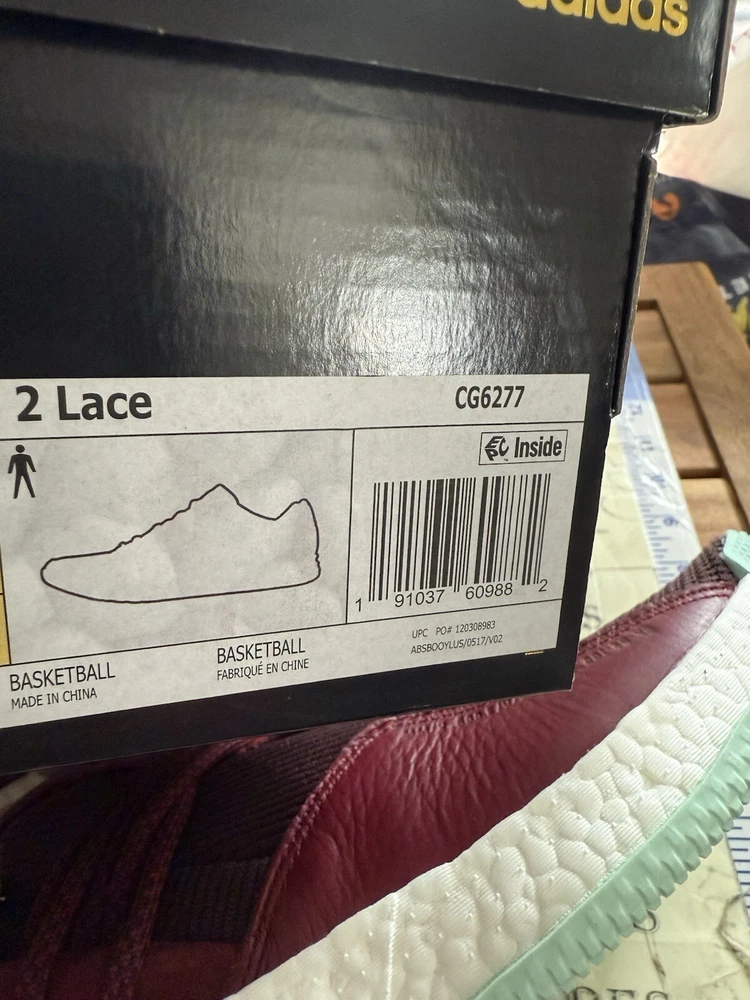 adidas
2 Lace
CG6277
EPC Inside
1 91037 60988 2
BASKETBALL
MADE IN CHINA
BASKETBALL
FABRIQUÉ EN CHINE
UPC PO# 120308983
ABSBOOYLUS/0517/V02